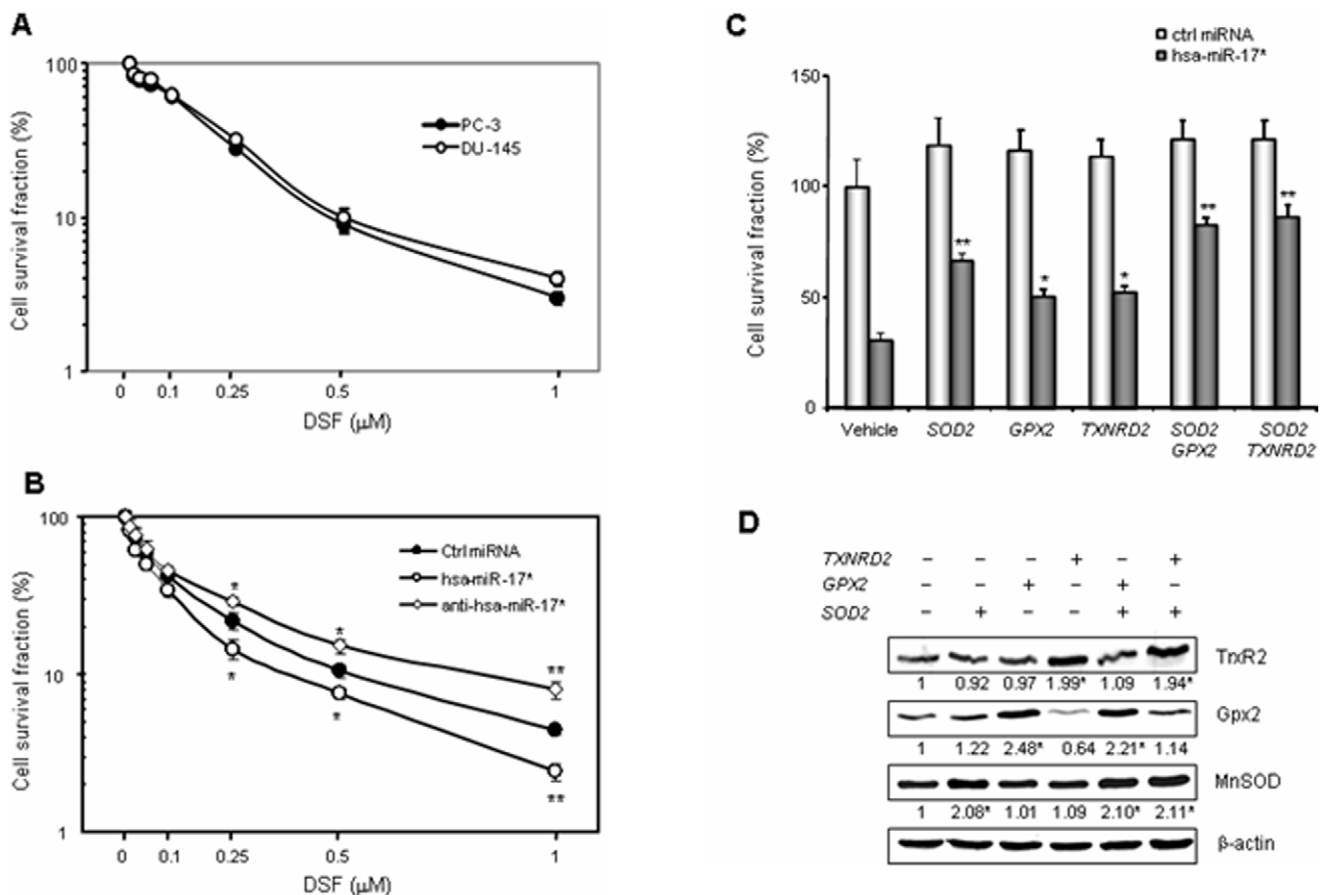 A
Cell survival fraction (%)
100
10
1
PC-3
DU-145
0 0.1 0.25 0.5 1
DSF (μM)
B
Cell survival fraction (%)
100
10
1
Ctrl miRNA
hsa-miR-17*
anti-hsa-miR-17*
* * **
* * **
0 0.1 0.25 0.5 1
DSF (μM)
C
ctrl miRNA
hsa-miR-17*
Cell survival fraction (%)
150
100
50
0
** * * ** **
Vehicle SOD2 GPX2 TXNRD2 SOD2 SOD2
GPX2 TXNRD2
D
TXNRD2 – – – + – +
GPX2 – – + – + –
SOD2 – + – – + +
TrxR2
1 0.92 0.97 1.99* 1.09 1.94*
Gpx2
1 1.22 2.48* 0.64 2.21* 1.14
MnSOD
1 2.08* 1.01 1.09 2.10* 2.11*
β-actin